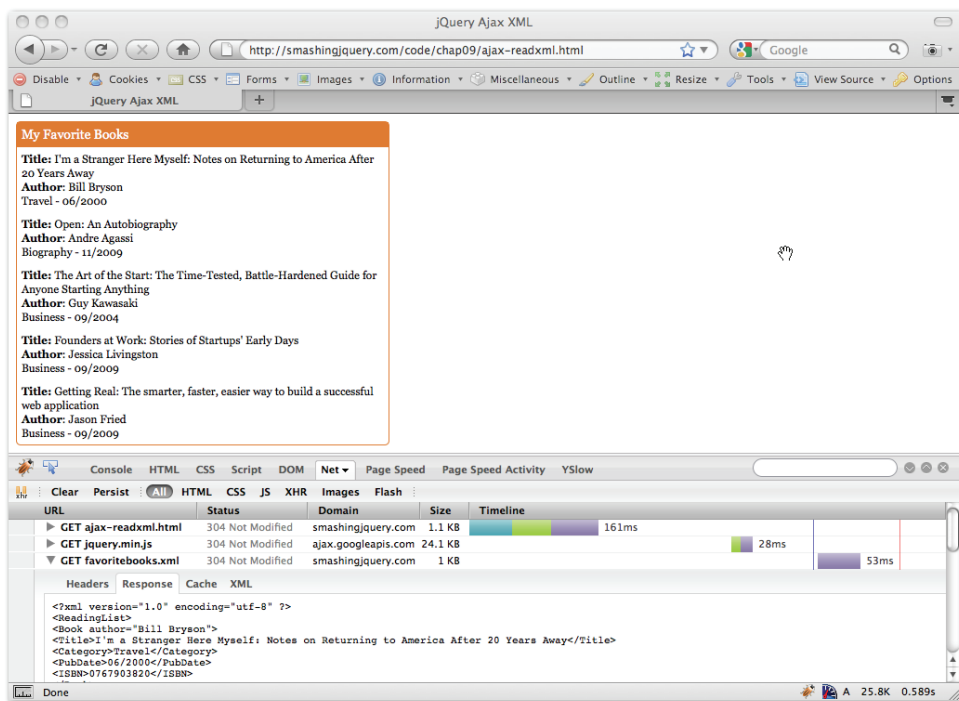 jQuery Ajax XML
http://smashingjquery.com/code/chap09/ajax-readxml.html
Google
Disable Cookies CSS Forms Images Information Miscellaneous Outline Resize Tools View Source Options
jQuery Ajax XML
My Favorite Books
Title: I'm a Stranger Here Myself: Notes on Returning to America After
20 Years Away
Author: Bill Bryson
Travel - 06/2000
Title: Open: An Autobiography
Author: Andre Agassi
Biography - 11/2009
Title: The Art of the Start: The Time-Tested, Battle-Hardened Guide for
Anyone Starting Anything
Author: Guy Kawasaki
Business - 09/2004
Title: Founders at Work: Stories of Startups' Early Days
Author: Jessica Livingston
Business - 09/2009
Title: Getting Real: The smarter, faster, easier way to build a successful
web application
Author: Jason Fried
Business - 09/2009
Console HTML CSS Script DOM Net Page Speed Page Speed Activity YSlow
xhr Clear Persist All HTML CSS JS XHR Images Flash
URL Status Domain Size Timeline
GET ajax-readxml.html 304 Not Modified smashingjquery.com 1.1 KB 161ms
GET jquery.min.js 304 Not Modified ajax.googleapis.com 24.1 KB 28ms
GET favoritebooks.xml 304 Not Modified smashingjquery.com 1 KB 53ms
Headers Response Cache XML
<?xml version="1.0" encoding="utf-8" ?>
<ReadingList>
<Book author="Bill Bryson">
<Title>I'm a Stranger Here Myself: Notes on Returning to America After 20 Years Away</Title>
<Category>Travel</Category>
<PubDate>06/2000</PubDate>
<ISBN>0767903820</ISBN>
Done A 25.8K 0.589s